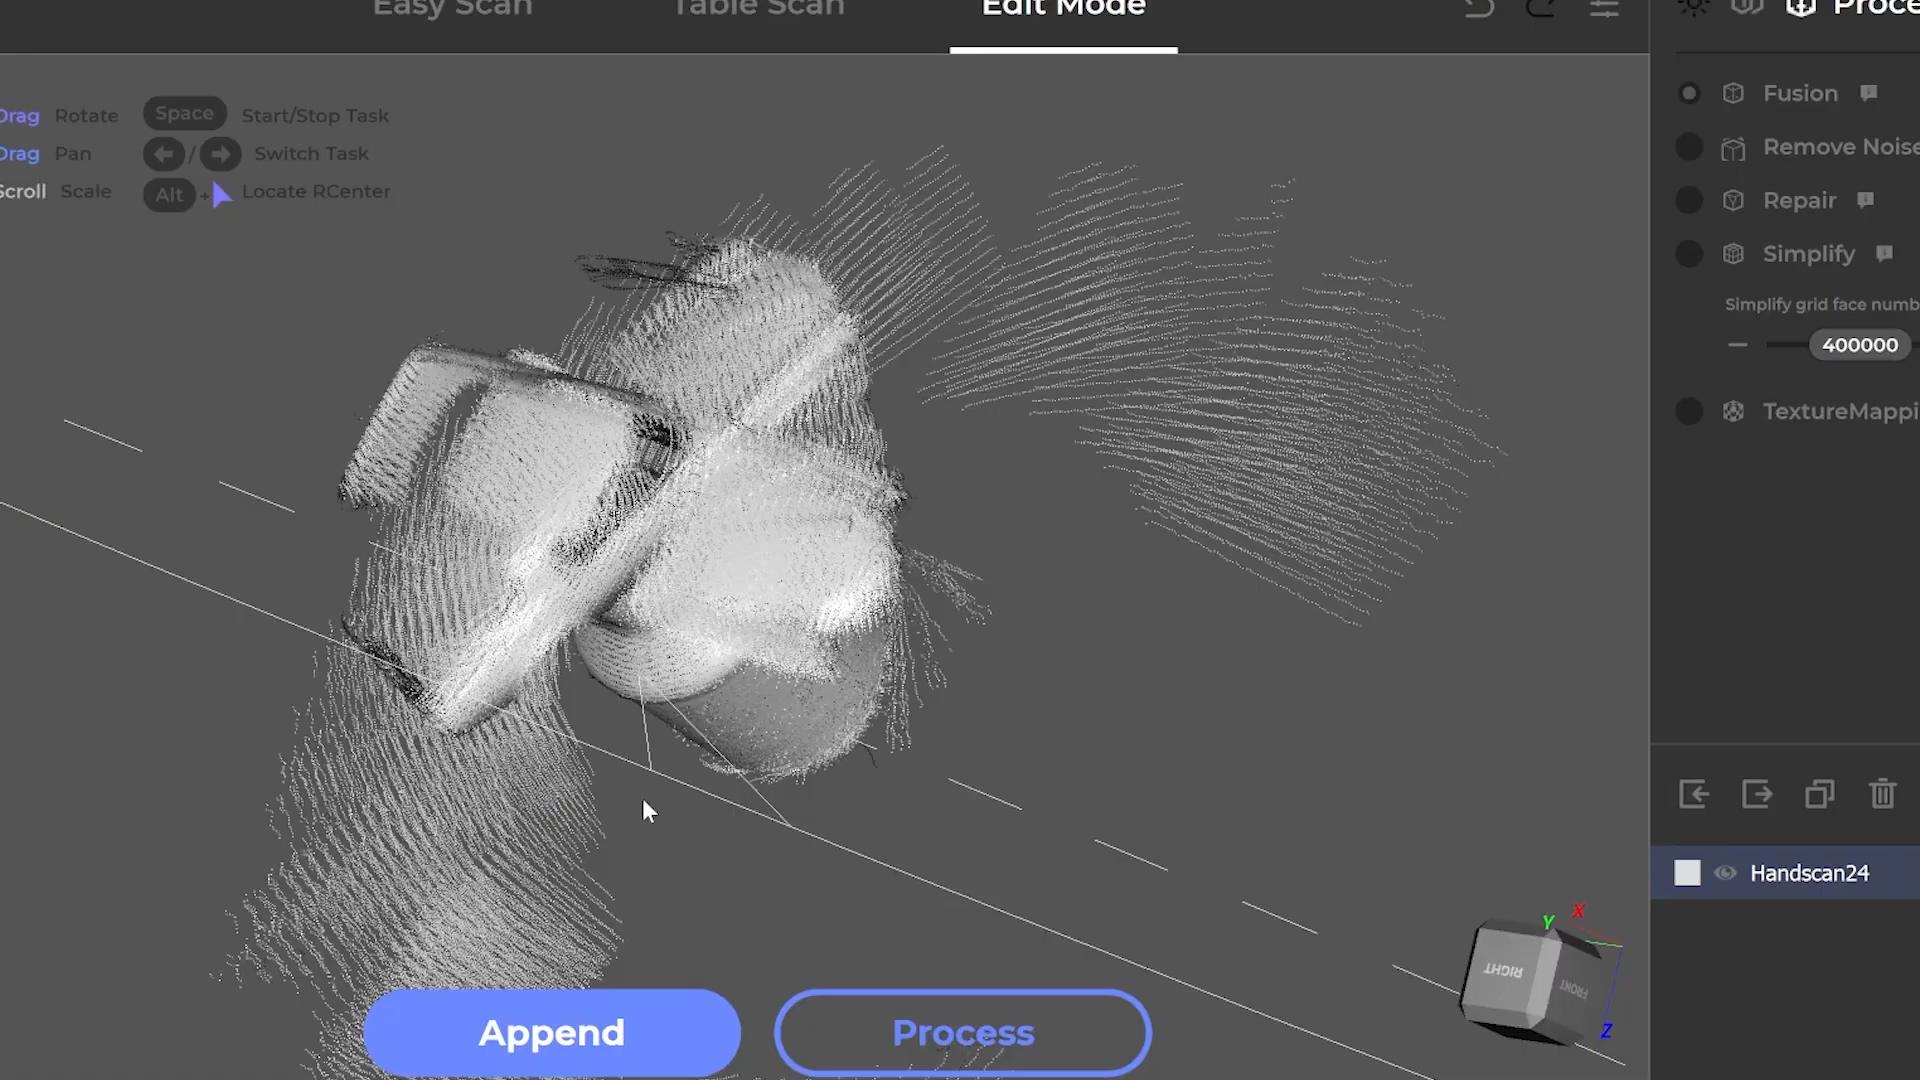 Easy Scan Table Scan Edit Mode
Proce
Drag Rotate Space Start/Stop Task
Drag Pan / Switch Task
Scroll Scale Alt + Locate RCenter
Fusion
Remove Noise
Repair
Simplify
Simplify grid face numb
400000
TextureMappi
Handscan24
Y X
RIGHT FRONT
Z
Append Process